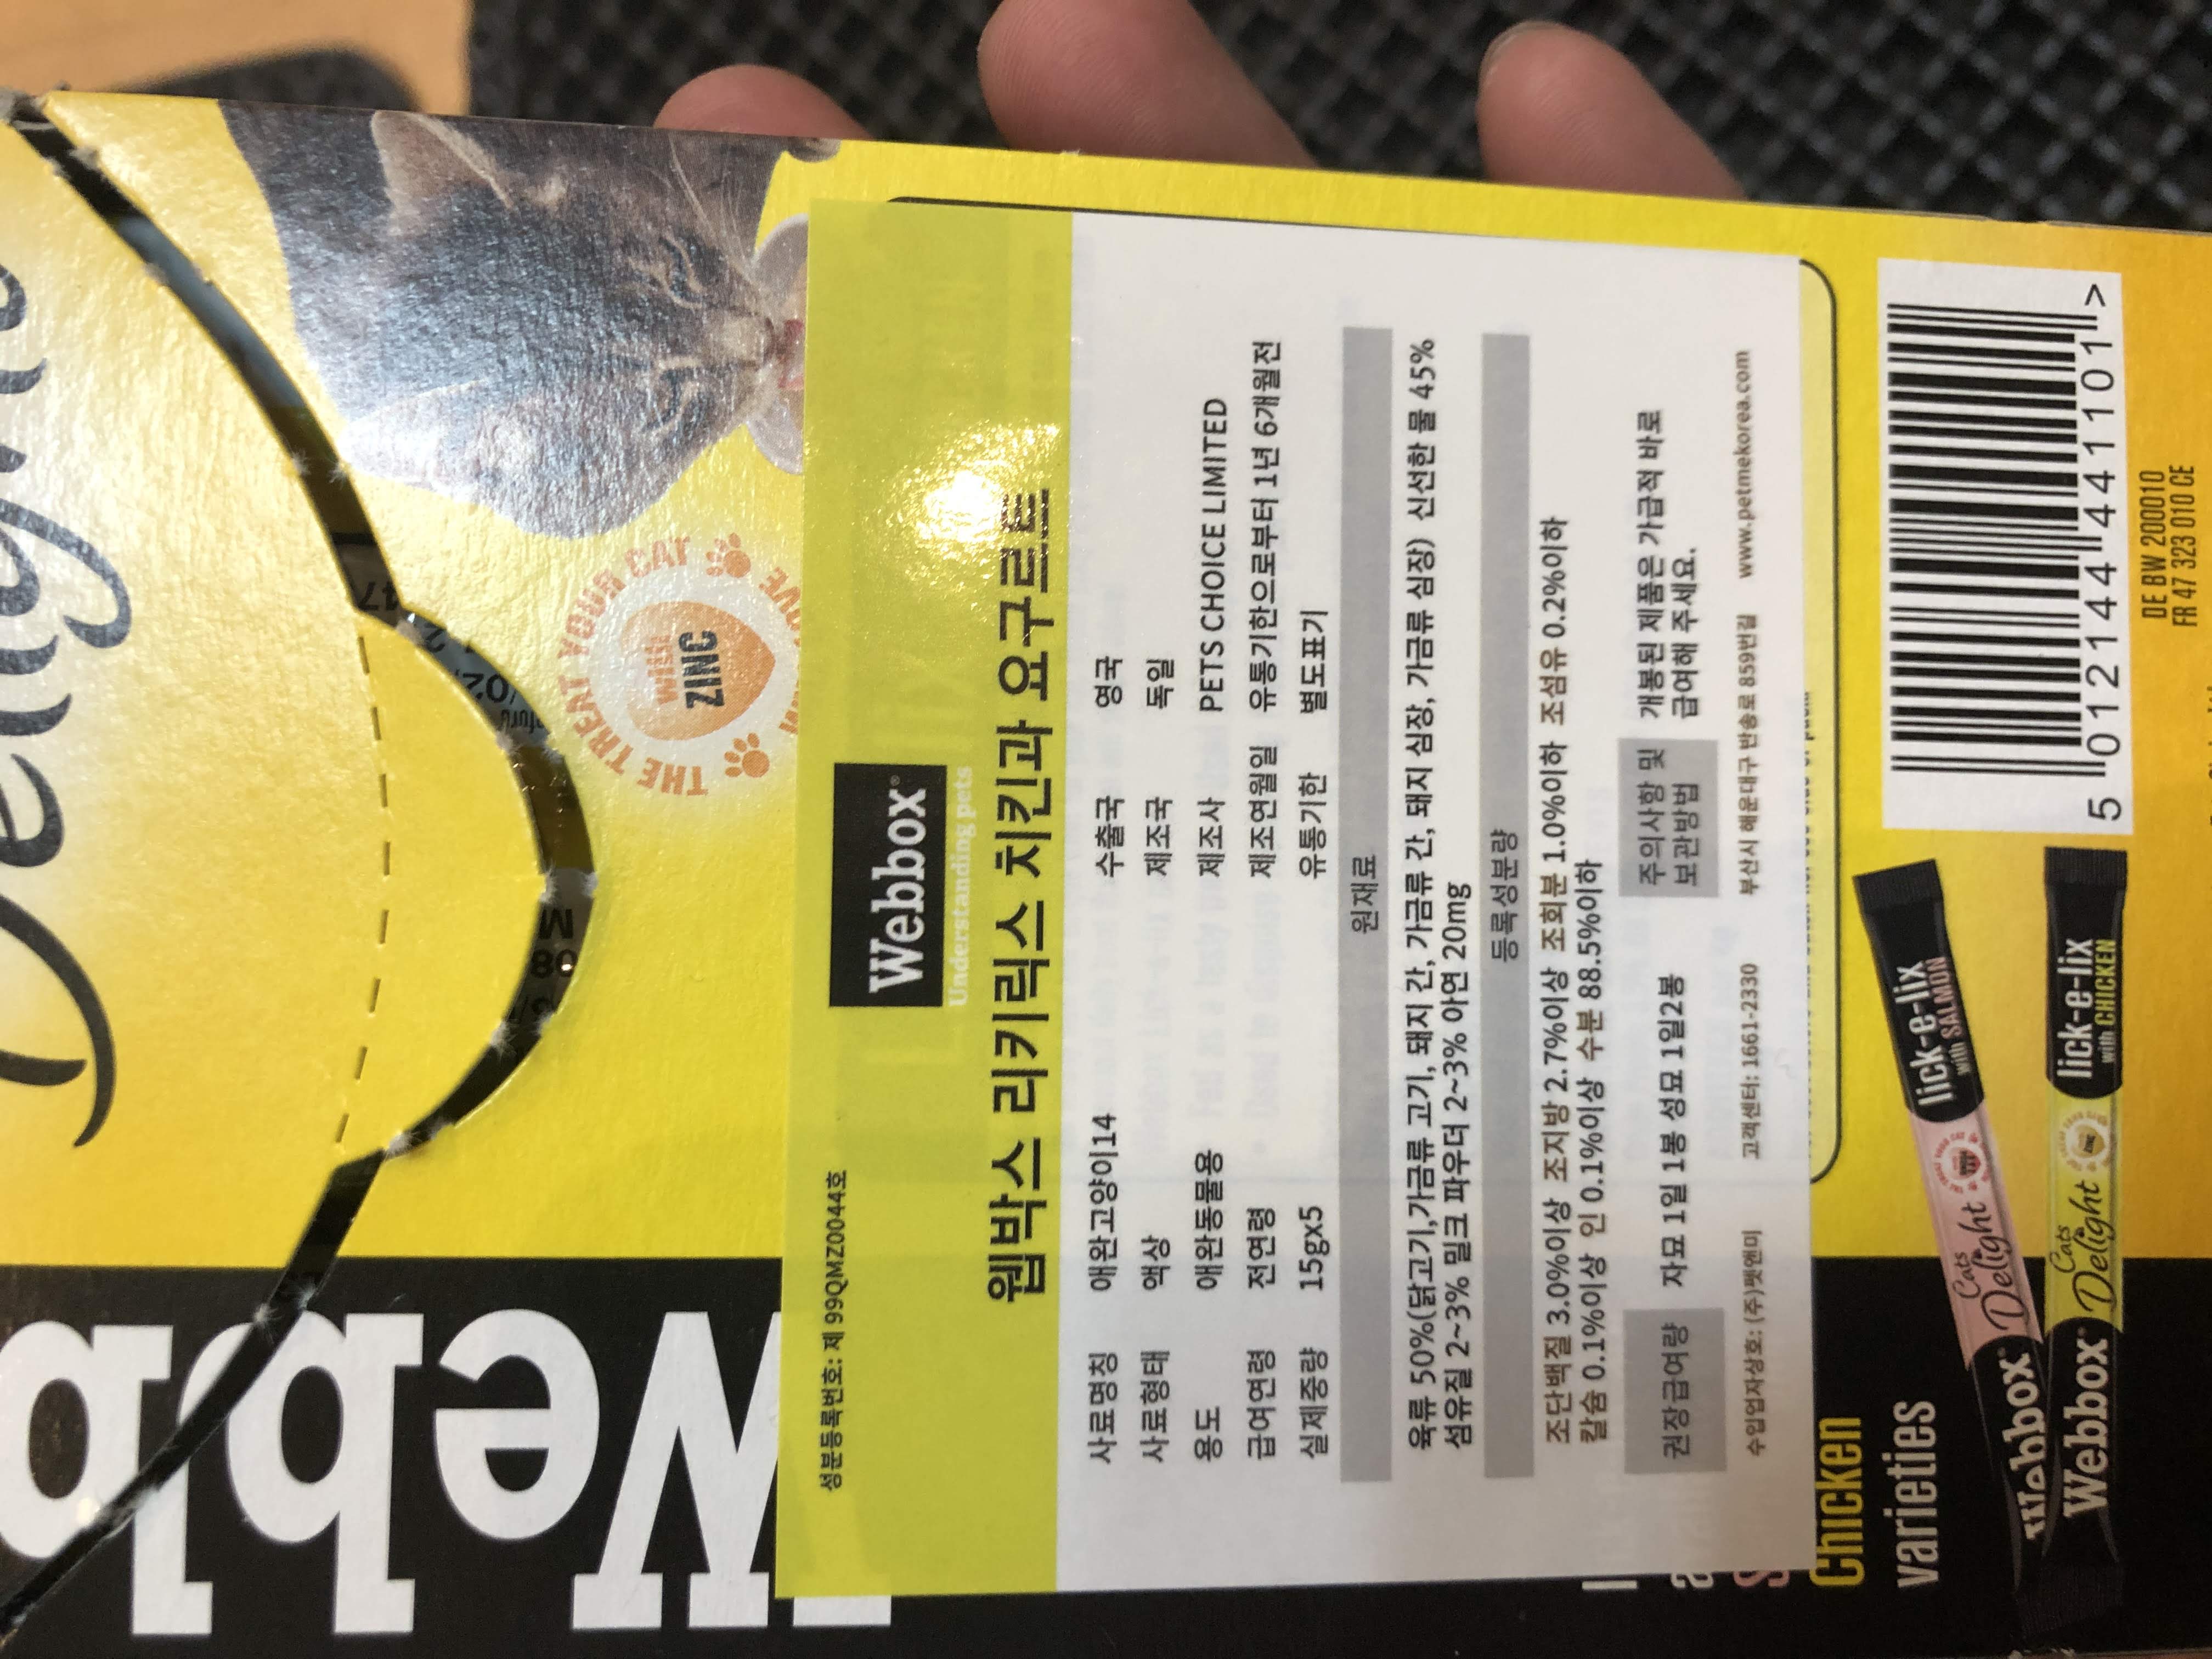 Delight
Webb
THE TREAT YOUR CAT
with
ZINC
성분등록번호: 제 99QMZ0044호
Webbox
Understanding pets
웹박스 리키릭스 치킨과 요구르트
사료명칭 애완고양이14 수출국 영국
사료형태 액상 제조국 독일
용도 애완동물용 제조사 PETS CHOICE LIMITED
급여연령 전연령 제조연월일 유통기한으로부터 1년 6개월전
실제중량 15gx5 유통기한 별도표기
원재료
육류 50%(닭고기,가금류 고기, 돼지 간, 가금류 간, 돼지 심장, 가금류 심장) 신선한 물 45%
섬유질 2~3% 밀크 파우더 2~3% 아연 20mg
등록성분량
조단백질 3.0%이상 조지방 2.7%이상 조회분 1.0%이하 조섬유 0.2%이하
칼슘 0.1%이상 인 0.1%이상 수분 88.5%이하
권장급여량 자묘 1일 1봉 성묘 1일2봉
주의사항 및 보관방법 개봉된 제품은 가급적 바로
급여해 주세요.
수입업자상호: (주)펫앤미 고객센터: 1661-2330 부산시 해운대구 반송로 859번길 www.petmekorea.com
Chicken
varieties
Webbox Cats Delight lick-e-lix with SALMON
Webbox Cats Delight ZINC lick-e-lix with CHICKEN
5 012144 441101 >
DE BW 200010
FR 47 323 010 CE